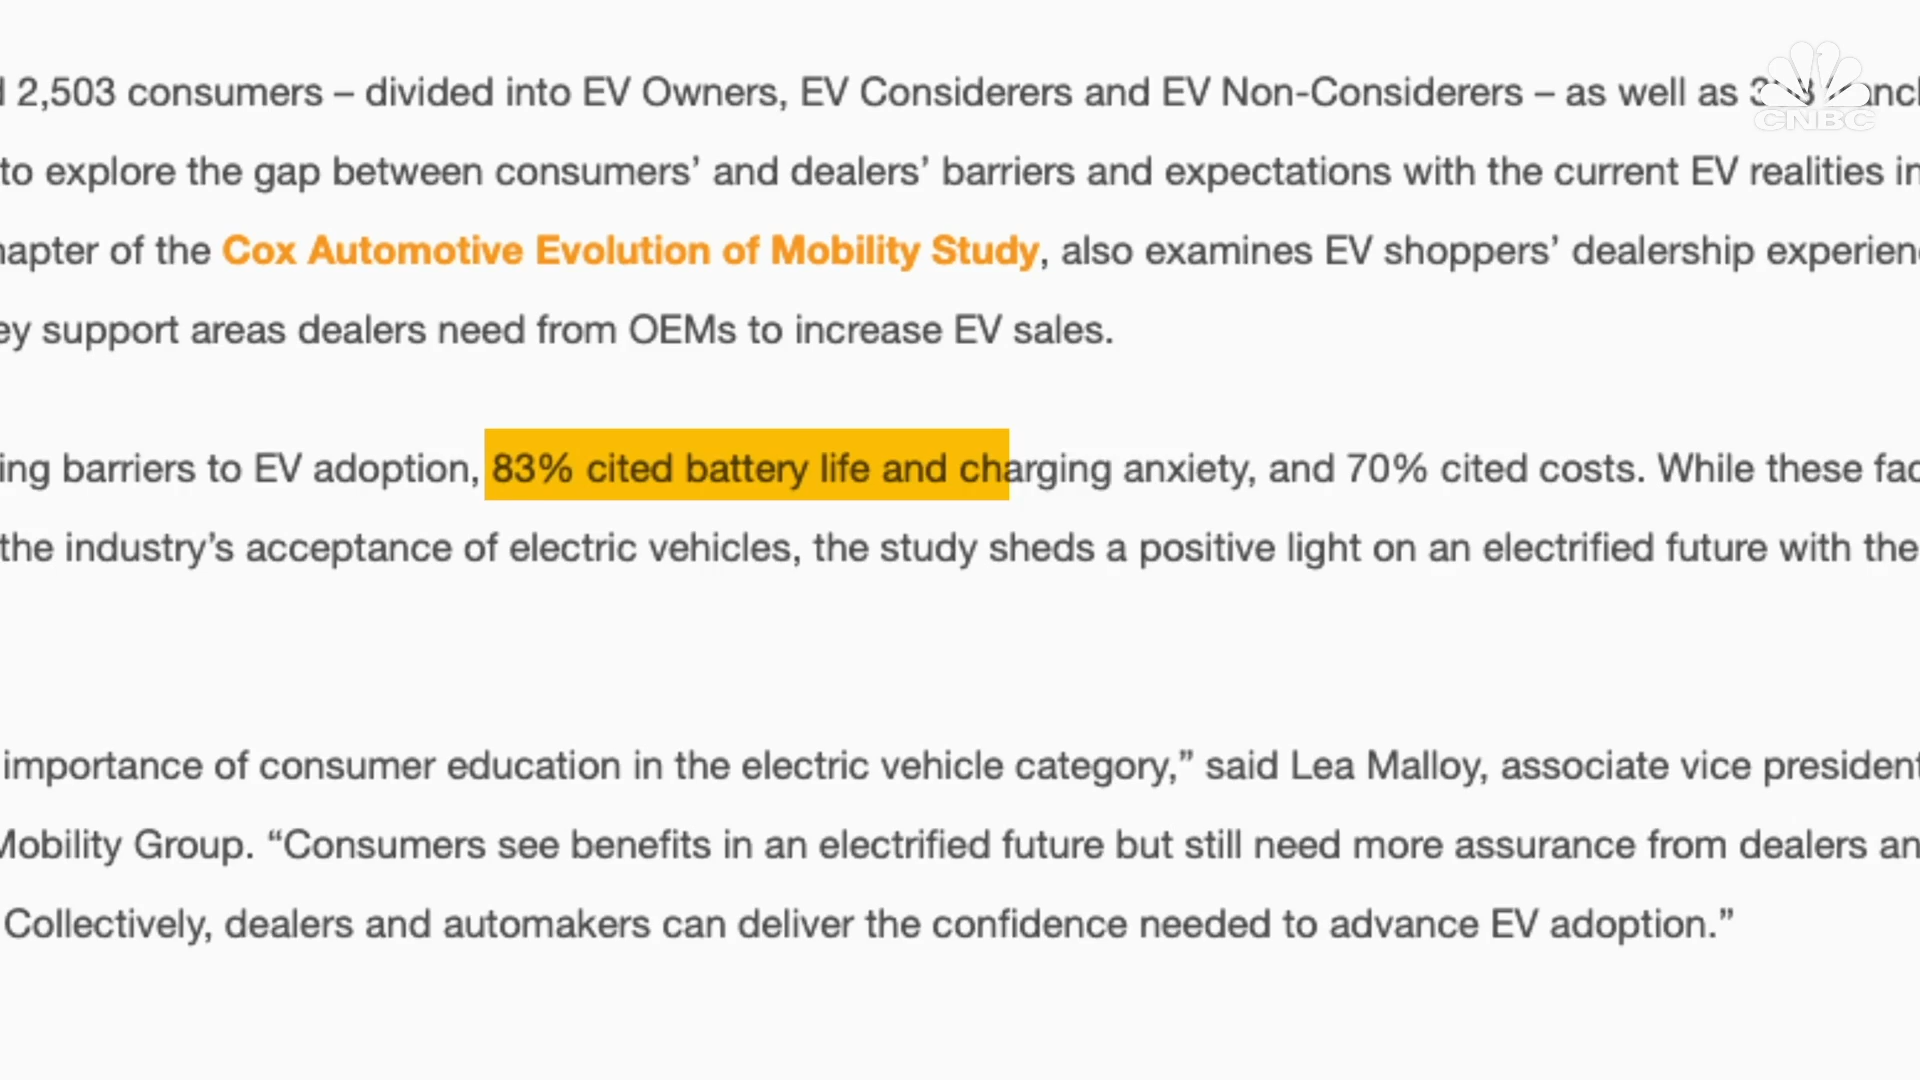 2,503 consumers – divided into EV Owners, EV Considerers and EV Non-Considerers – as well as
to explore the gap between consumers’ and dealers’ barriers and expectations with the current EV realities in
hapter of the Cox Automotive Evolution of Mobility Study, also examines EV shoppers’ dealership experien
ey support areas dealers need from OEMs to increase EV sales.
ing barriers to EV adoption, 83% cited battery life and charging anxiety, and 70% cited costs. While these fac
the industry’s acceptance of electric vehicles, the study sheds a positive light on an electrified future with the
importance of consumer education in the electric vehicle category,” said Lea Malloy, associate vice president
Mobility Group. “Consumers see benefits in an electrified future but still need more assurance from dealers an
Collectively, dealers and automakers can deliver the confidence needed to advance EV adoption.”
CNBC